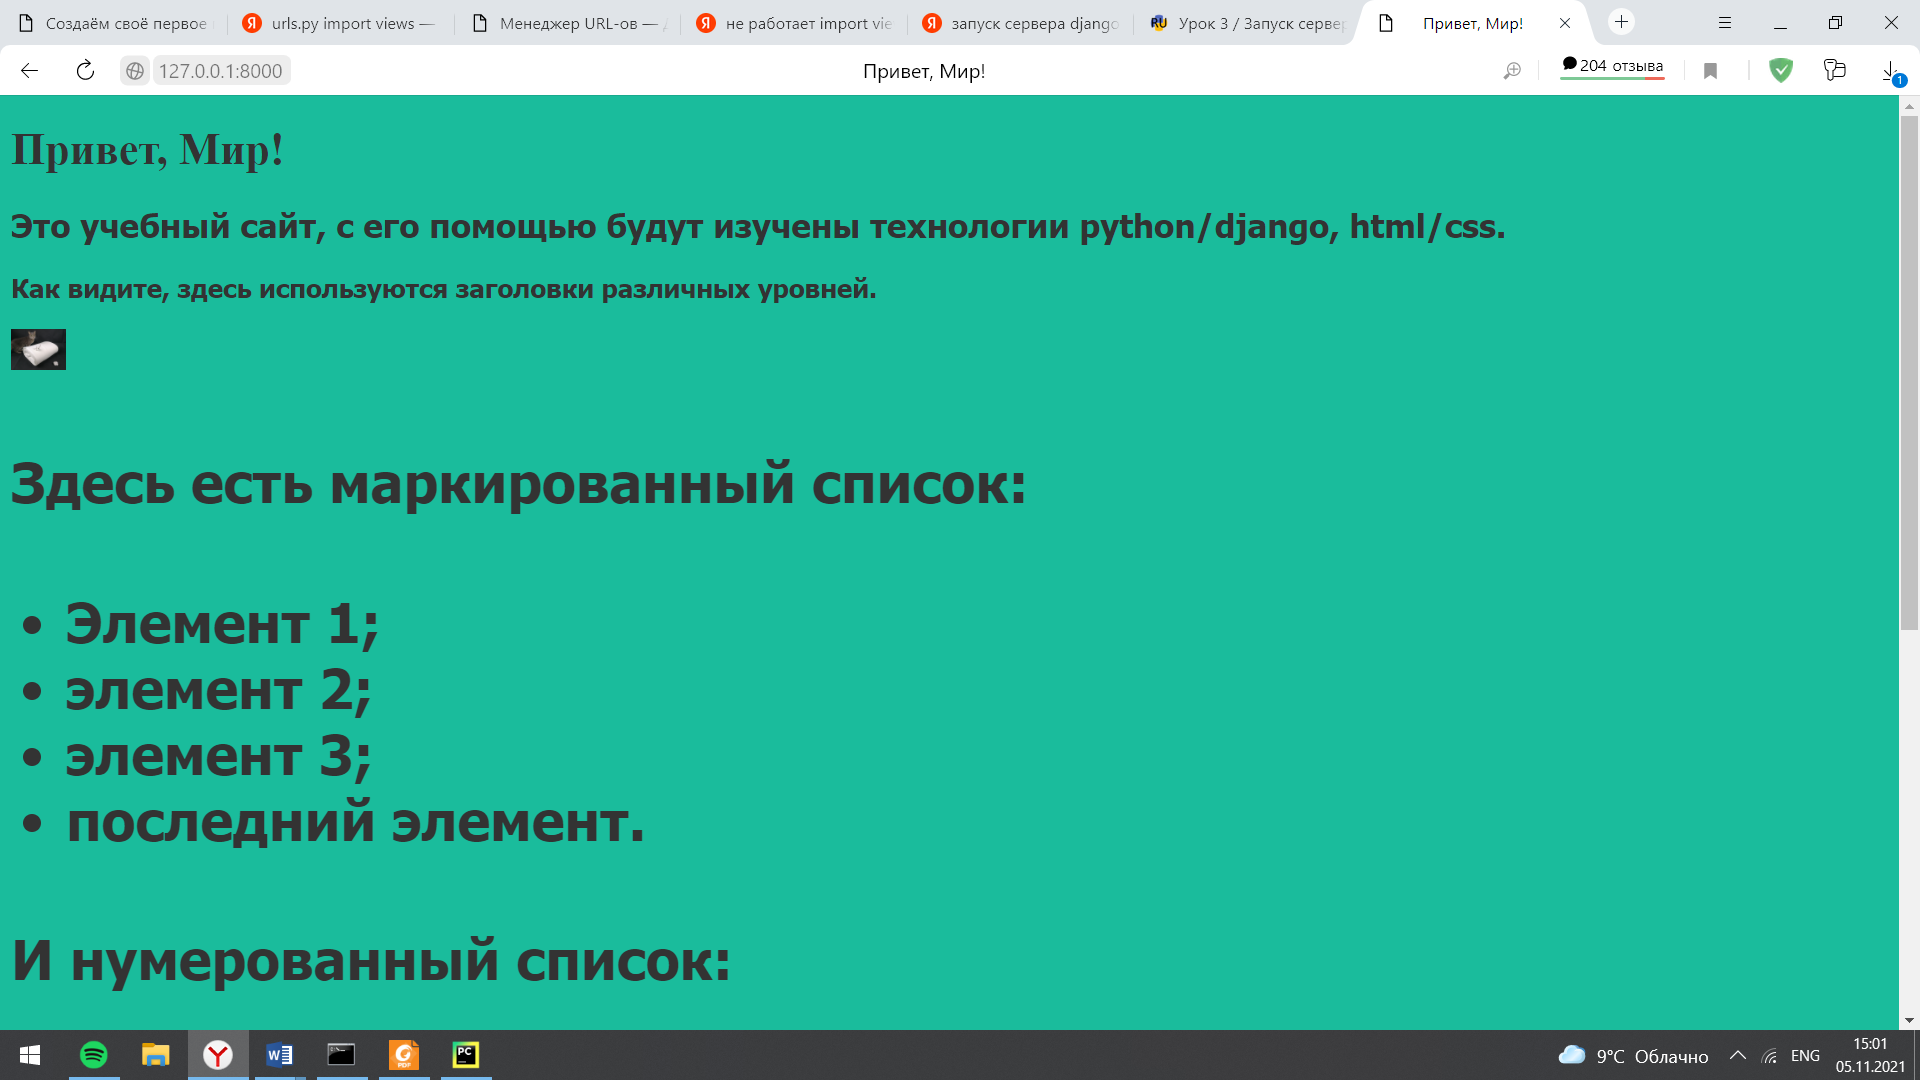 Создаём своё первое
urls.py import views —
Менеджер URL-ов —
не работает import vie
запуск сервера django
Урок 3 / Запуск сервер
Привет, Мир!
127.0.0.1:8000
Привет, Мир!
204 отзыва
1
Привет, Мир!
Это учебный сайт, с его помощью будут изучены технологии python/django, html/css.
Как видите, здесь используются заголовки различных уровней.
Здесь есть маркированный список:
• Элемент 1;
• элемент 2;
• элемент 3;
• последний элемент.
И нумерованный список:
9°C Облачно
ENG
15:01
05.11.2021